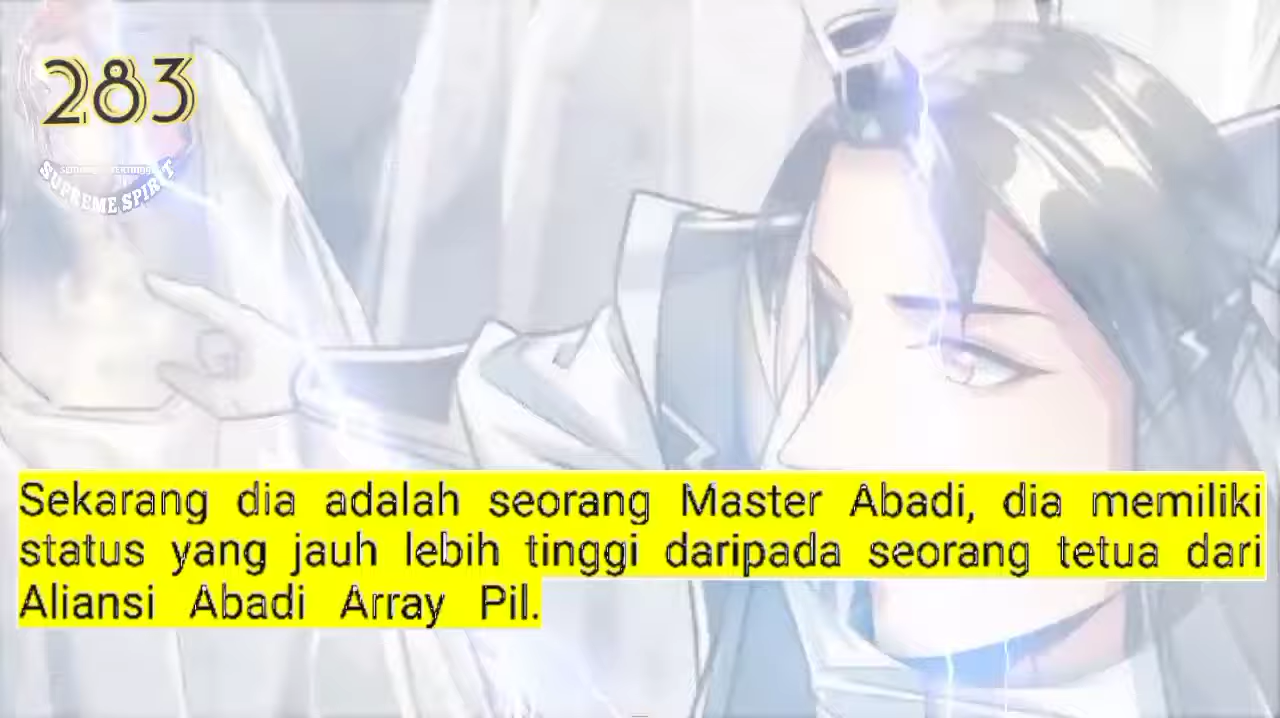 283
SUPREME SPIRIT
Sekarang dia adalah seorang Master Abadi, dia memiliki
status yang jauh lebih tinggi daripada seorang tetua dari
Aliansi Abadi Array Pil.